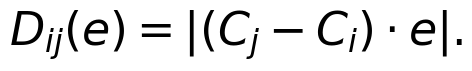 D_{ij}(e) = |(C_j − C_i) · e|.